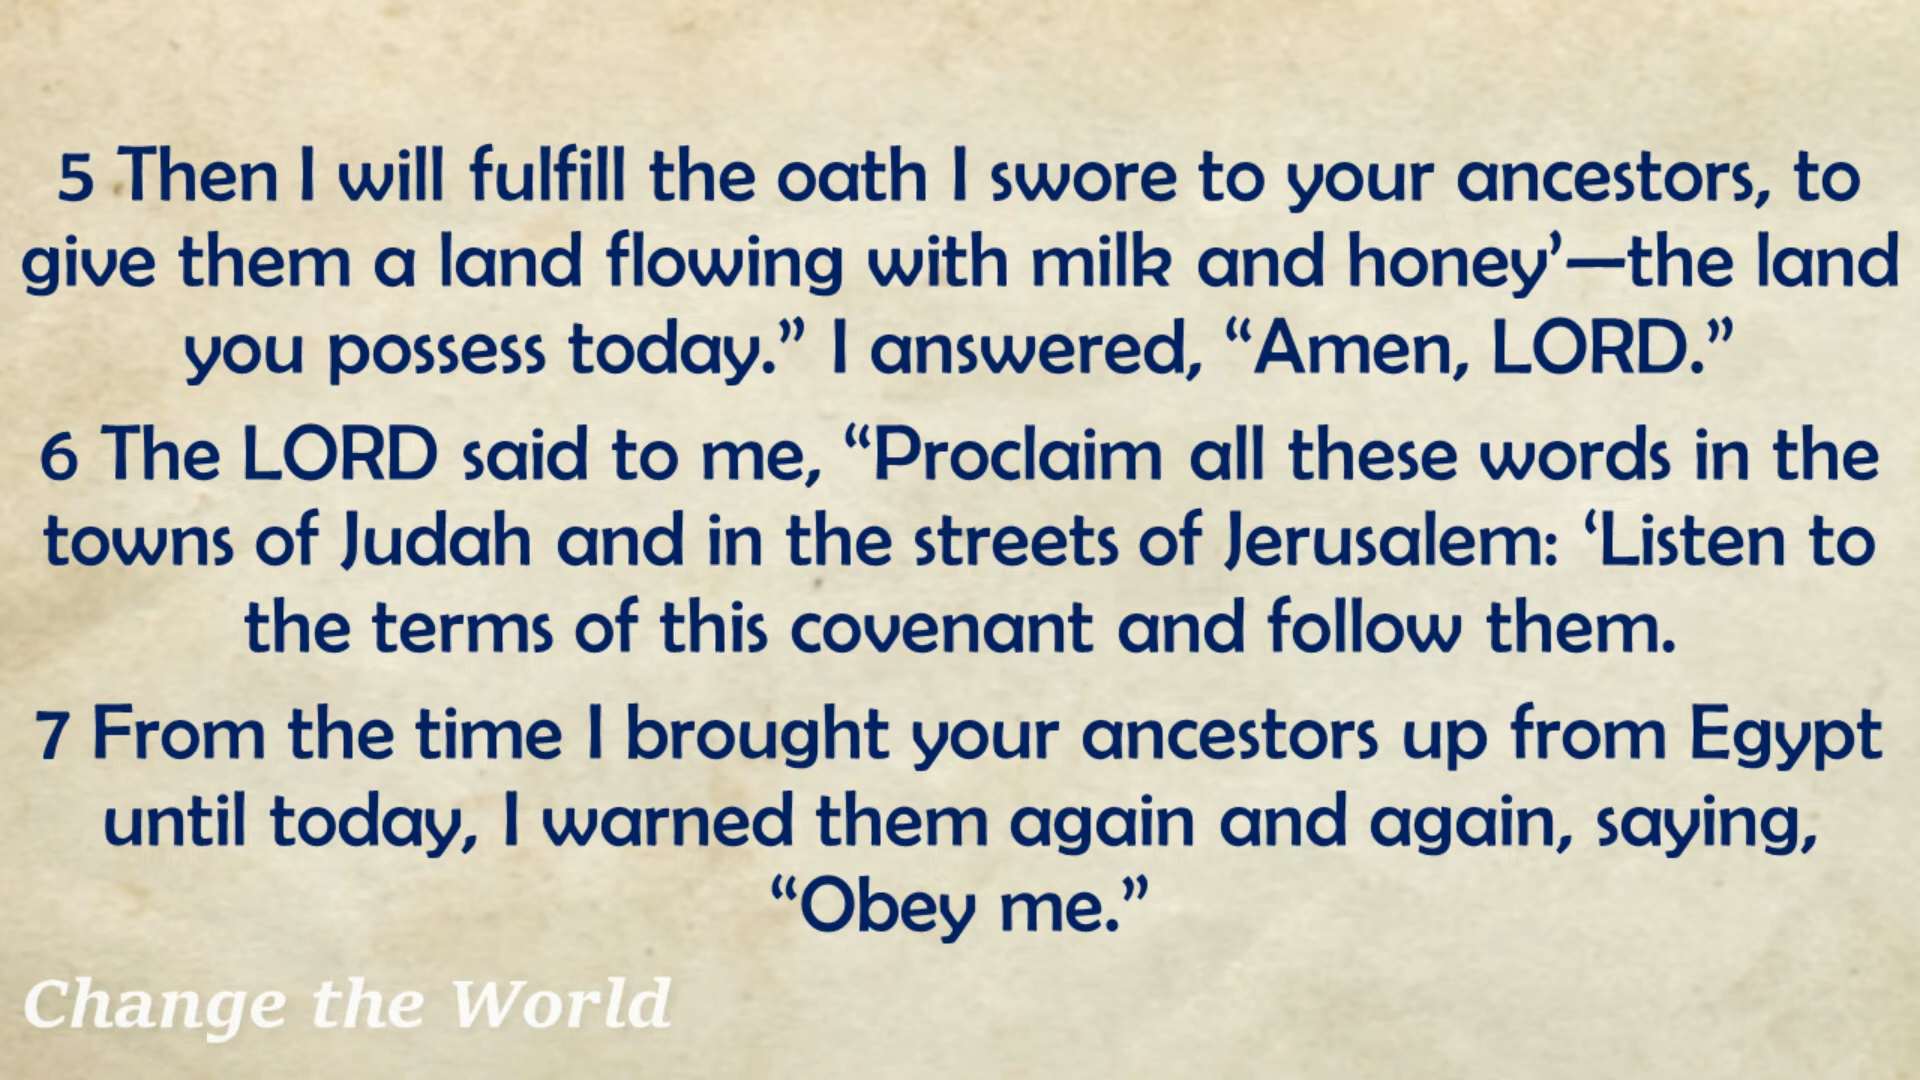 5 Then I will fulfill the oath I swore to your ancestors, to
give them a land flowing with milk and honey’—the land
you possess today.” I answered, “Amen, LORD.”
6 The LORD said to me, “Proclaim all these words in the
towns of Judah and in the streets of Jerusalem: ‘Listen to
the terms of this covenant and follow them.
7 From the time I brought your ancestors up from Egypt
until today, I warned them again and again, saying,
“Obey me.”
Change the World